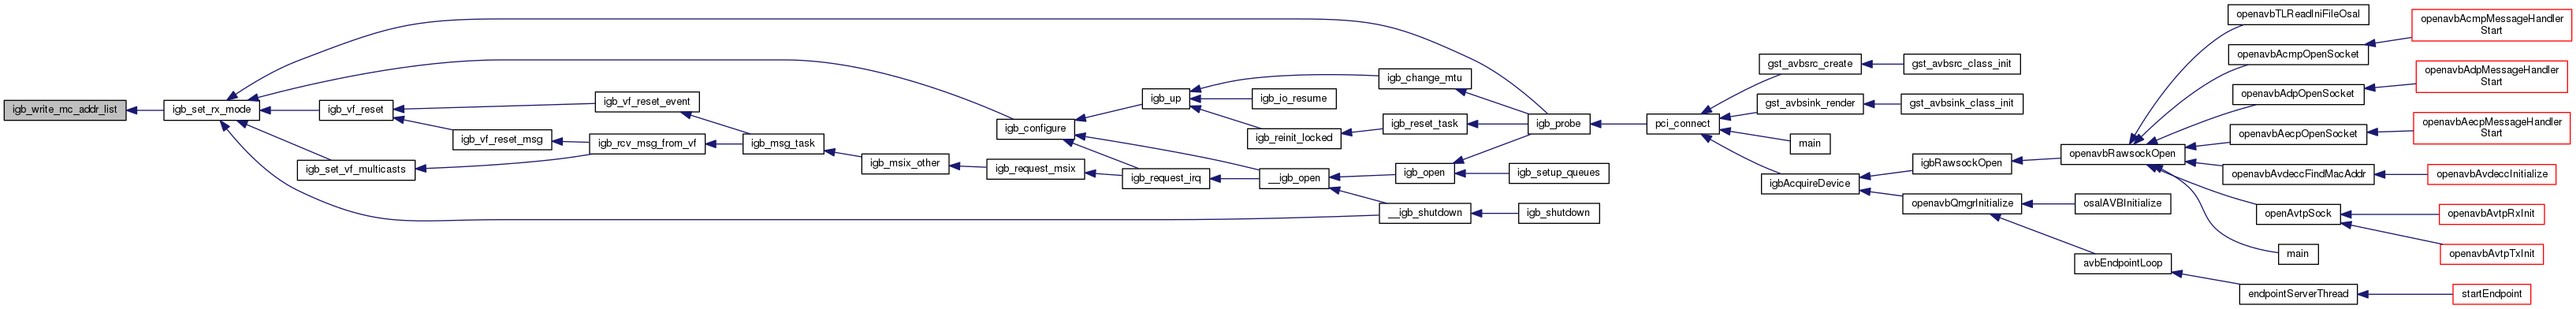 igb_write_mc_addr_list
igb_set_rx_mode
igb_vf_reset
igb_set_vf_multicasts
igb_vf_reset_event
igb_vf_reset_msg
igb_rcv_msg_from_vf
igb_msg_task
igb_msix_other
igb_request_msix
igb_configure
igb_request_irq
igb_up
igb_io_resume
igb_reinit_locked
__igb_open
igb_change_mtu
igb_reset_task
igb_open
__igb_shutdown
igb_probe
igb_setup_queues
igb_shutdown
pci_connect
gst_avbsrc_create
gst_avbsink_render
main
igbAcquireDevice
gst_avbsrc_class_init
gst_avbsink_class_init
igbRawsockOpen
openavbQmgrInitialize
openavbRawsockOpen
osalAVBInitialize
avbEndpointLoop
openavbTLReadIniFileOsal
openavbAcmpOpenSocket
openavbAdpOpenSocket
openavbAecpOpenSocket
openavbAvdeccFindMacAddr
openAvtpSock
main
endpointServerThread
openavbAcmpMessageHandler
Start
openavbAdpMessageHandler
Start
openavbAecpMessageHandler
Start
openavbAvdeccInitialize
openavbAvtpRxInit
openavbAvtpTxInit
startEndpoint